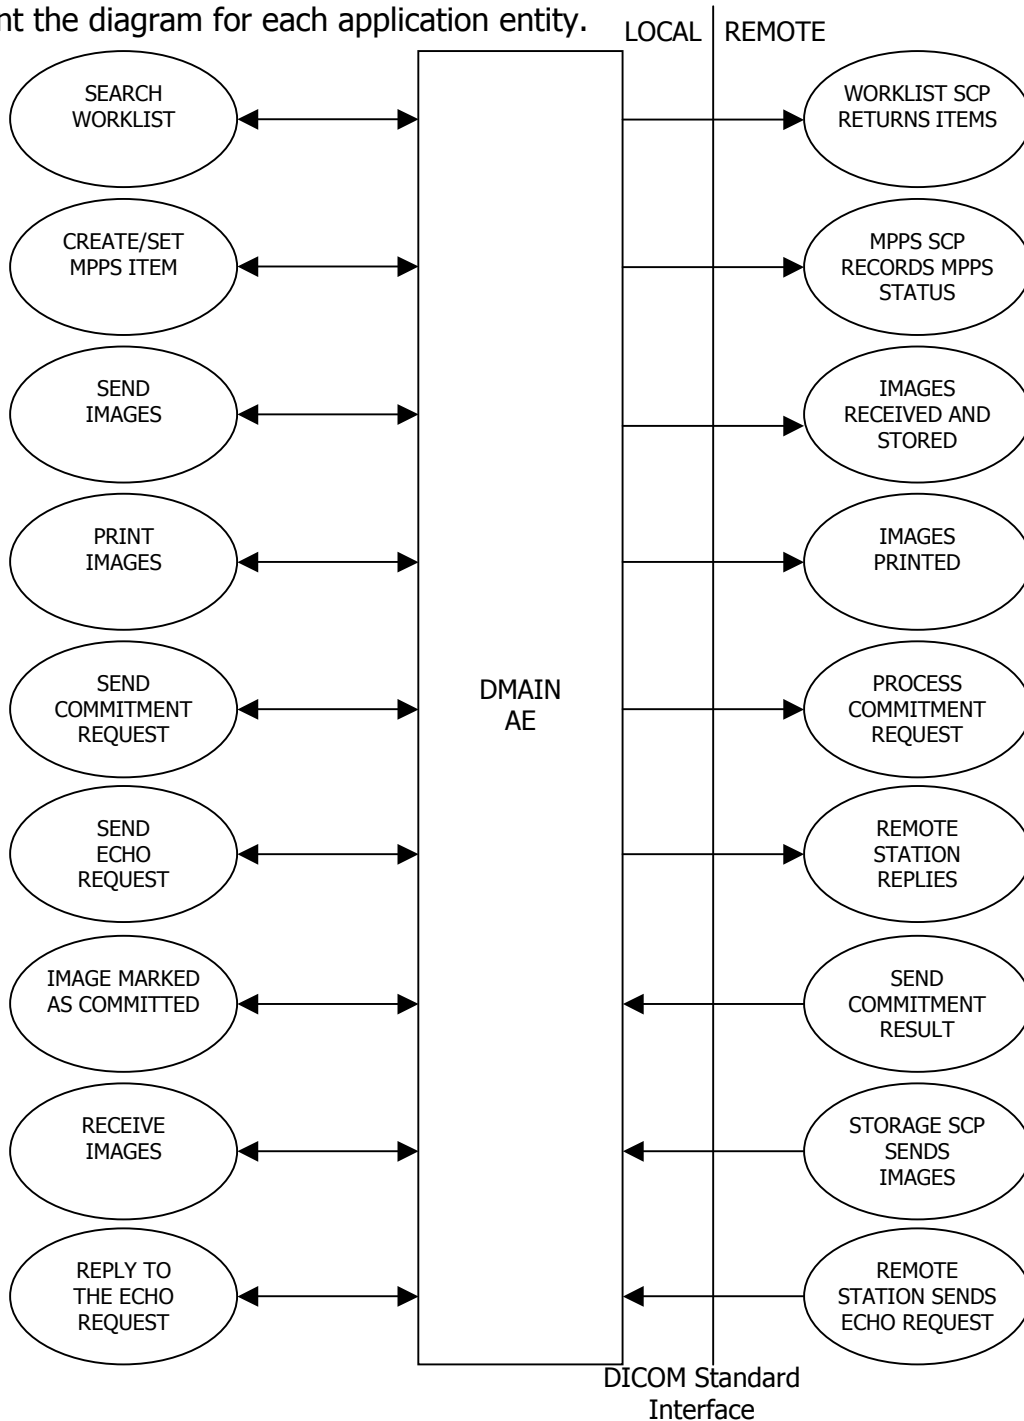 nt the diagram for each application entity.
LOCAL
REMOTE
SEARCH
WORKLIST
WORKLIST SCP
RETURNS ITEMS
CREATE/SET
MPPS ITEM
MPPS SCP
RECORDS MPPS
STATUS
SEND
IMAGES
IMAGES
RECEIVED AND
STORED
PRINT
IMAGES
IMAGES
PRINTED
SEND
COMMITMENT
REQUEST
DMAIN
AE
PROCESS
COMMITMENT
REQUEST
SEND
ECHO
REQUEST
REMOTE
STATION
REPLIES
IMAGE MARKED
AS COMMITTED
SEND
COMMITMENT
RESULT
RECEIVE
IMAGES
STORAGE SCP
SENDS
IMAGES
REPLY TO
THE ECHO
REQUEST
REMOTE
STATION SENDS
ECHO REQUEST
DICOM Standard
Interface